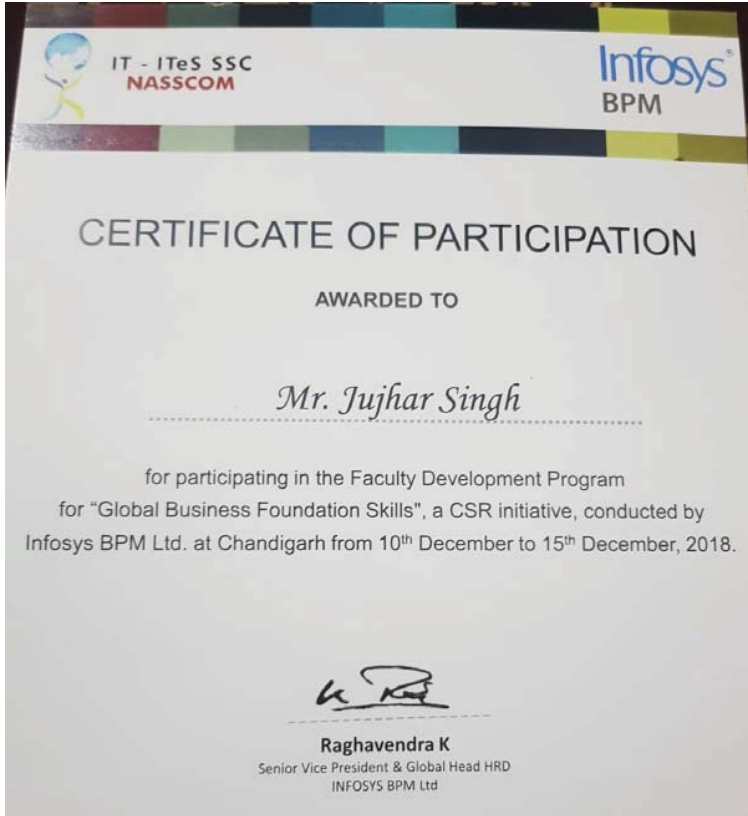 IT - ITeS SSC
NASSCOM
Infosys®
BPM
CERTIFICATE OF PARTICIPATION
AWARDED TO
Mr. Jujhar Singh
for participating in the Faculty Development Program
for “Global Business Foundation Skills", a CSR initiative, conducted by
Infosys BPM Ltd. at Chandigarh from 10th December to 15th December, 2018.
Raghavendra K
Senior Vice President & Global Head HRD
INFOSYS BPM Ltd